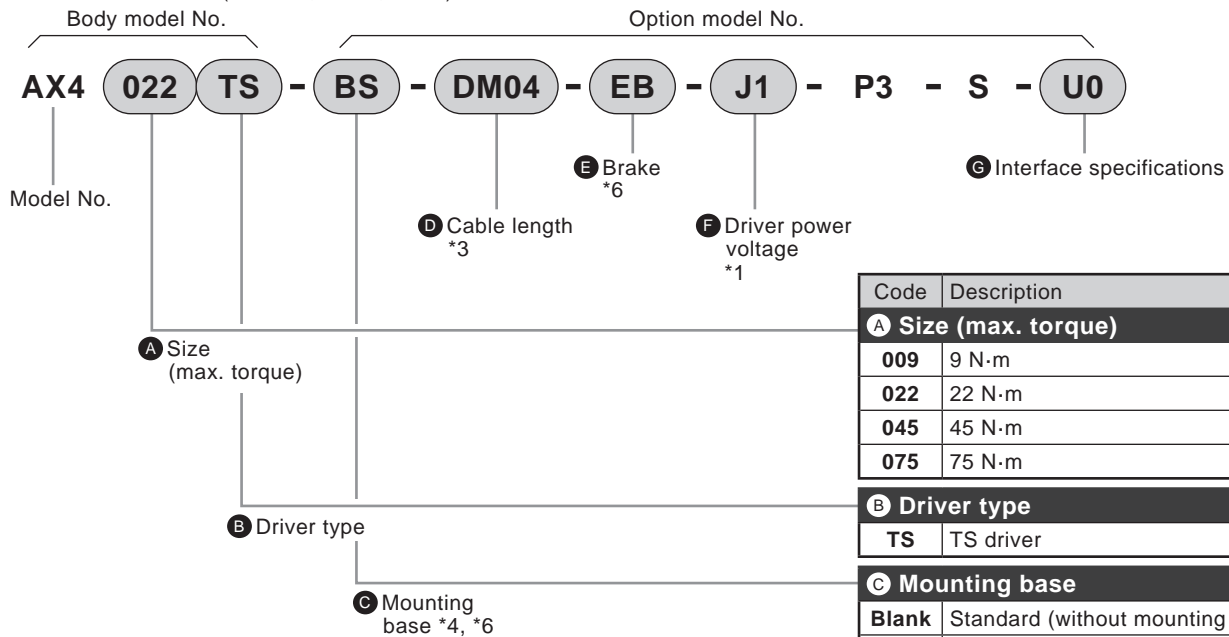 Body model No.
Option model No.
AX4 022 TS - BS - DM04 - EB - J1 - P3 - S - U0
Model No.
D Cable length
*3
E Brake
*6
F Driver power
voltage
*1
G Interface specifications
A Size
(max. torque)
B Driver type
C Mounting
base *4, *6
Code Description
A Size (max. torque)
009 9 N·m
022 22 N·m
045 45 N·m
075 75 N·m
B Driver type
TS TS driver
C Mounting base
Blank Standard (without mounting